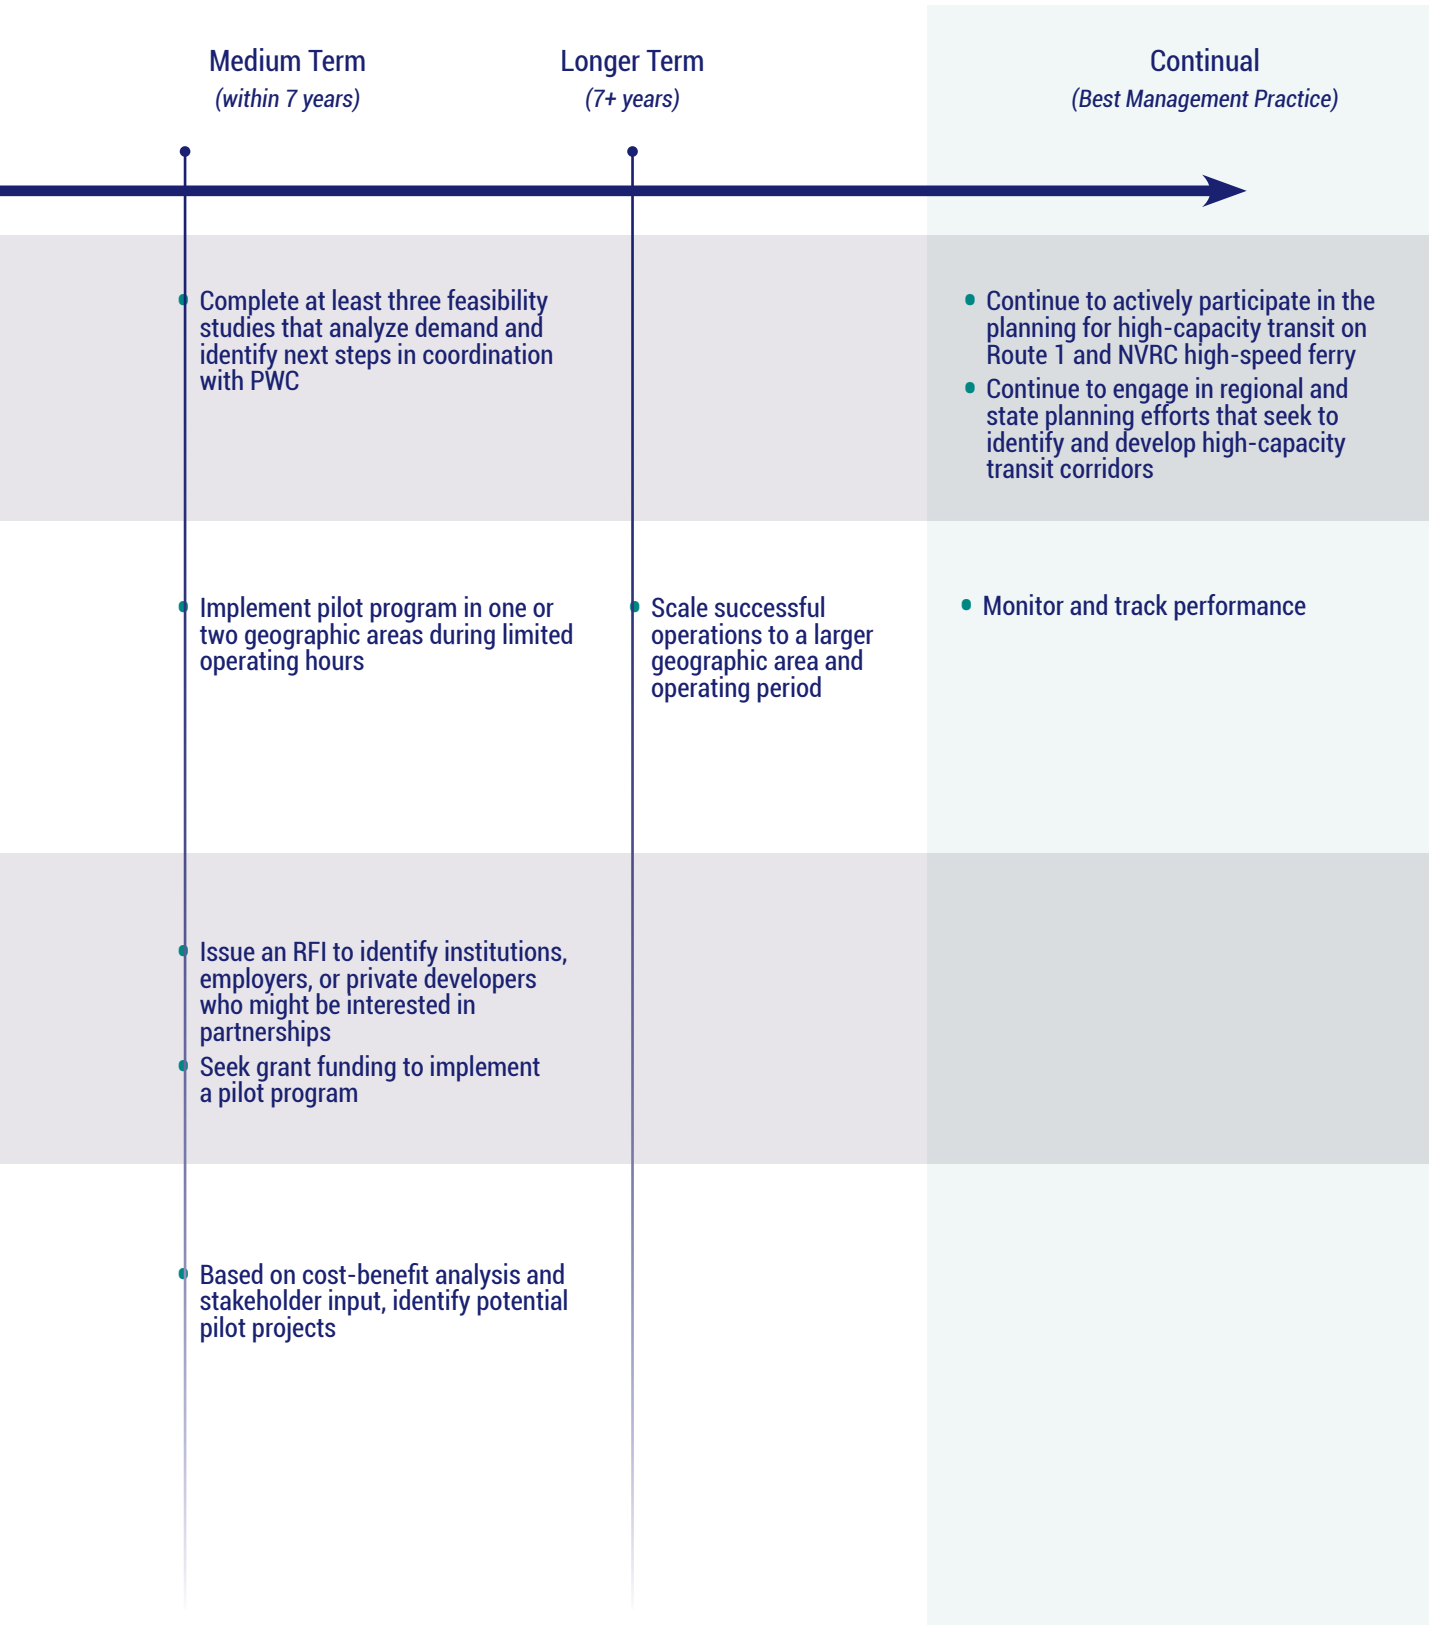 Medium Term
(within 7 years)
Longer Term
(7+ years)
Continual
(Best Management Practice)
Complete at least three feasibility
studies that analyze demand and
identify next steps in coordination
with PWC
Continue to actively participate in the
planning for high-capacity transit on
Route 1 and NVRC high-speed ferry
Continue to engage in regional and
state planning efforts that seek to
identify and develop high-capacity
transit corridors
Implement pilot program in one or
two geographic areas during limited
operating hours
Scale successful
operations to a larger
geographic area and
operating period
Monitor and track performance
Issue an RFI to identify institutions,
employers, or private developers
who might be interested in
partnerships
Seek grant funding to implement
a pilot program
Based on cost-benefit analysis and
stakeholder input, identify potential
pilot projects